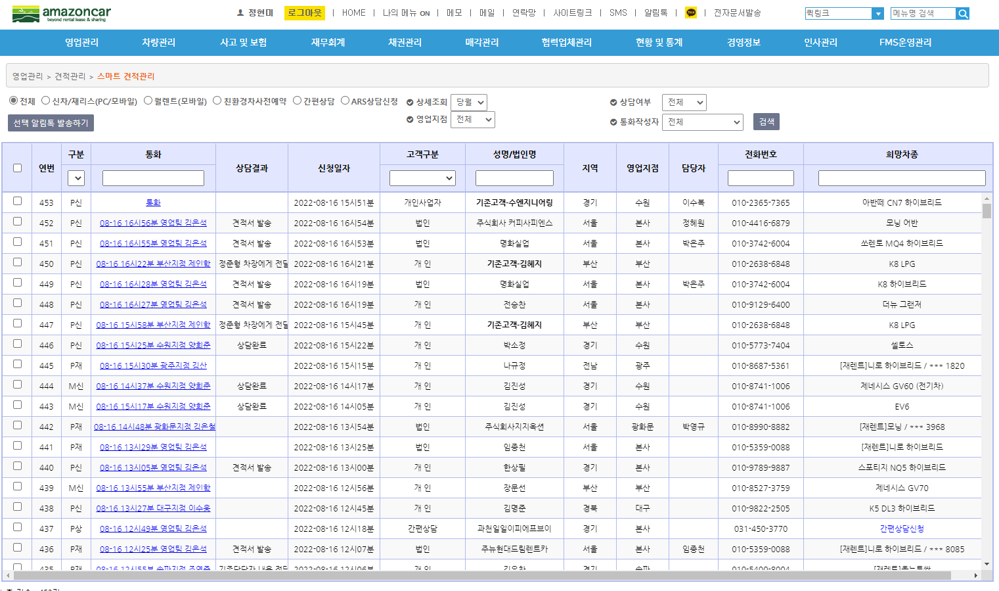 amazoncar
beyond rental lease & sharing
정현미 로그아웃 | HOME | 나의 메뉴 ON | 메모 | 메일 | 연락망 | 사이트링크 | SMS | 알림톡 | TALK | 전자문서발송
퀵링크 메뉴명 검색
영업관리 차량관리 사고 및 보험 재무회계 채권관리 매각관리 협력업체관리 현황 및 통계 경영정보 인사관리 FMS운영관리
영업관리 > 견적관리 > 스마트 견적관리
전체 신차/재리스(PC/모바일) 월렌트(모바일) 친환경차사전예약 간편상담 ARS상담신청 상세조회 당월 상담여부 전체
선택 알림톡 발송하기 영업지점 전체 통화작성자 전체 검색
연번 구분 통화 상담결과 신청일자 고객구분 성명/법인명 지역 영업지점 담당자 전화번호 희망차종
453 P신 통화 2022-08-16 15시51분 개인사업자 기존고객-수엔지니어링 경기 수원 이수복 010-2365-7365 아반떼 CN7 하이브리드
452 P신 08-16 16시56분 영업팀 김은석 견적서 발송 2022-08-16 16시54분 법인 주식회사 커피사피엔스 서울 본사 정혜원 010-4416-6879 모닝 어반
451 P신 08-16 16시55분 영업팀 김은석 견적서 발송 2022-08-16 16시53분 법인 명화실업 서울 본사 박은주 010-3742-6004 쏘렌토 MQ4 하이브리드
450 P신 08-16 16시22분 부산지점 제인학 정준형 차장에게 전달 2022-08-16 16시21분 개 인 기존고객-김혜지 부산 부산 010-2638-6848 K8 LPG
449 P신 08-16 16시28분 영업팀 김은석 견적서 발송 2022-08-16 16시19분 법인 명화실업 서울 본사 박은주 010-3742-6004 K8 하이브리드
448 P신 08-16 16시27분 영업팀 김은석 견적서 발송 2022-08-16 16시19분 개 인 전승찬 서울 본사 010-9129-6400 더뉴 그랜저
447 P신 08-16 15시58분 부산지점 제인학 정준형 차장에게 전달 2022-08-16 15시45분 개 인 기존고객-김혜지 부산 부산 010-2638-6848 K8 LPG
446 P신 08-16 15시25분 수원지점 양희준 상담완료 2022-08-16 15시22분 개 인 박소정 경기 수원 010-5773-7404 셀토스
445 P재 08-16 15시30분 광주지점 김산 2022-08-16 15시15분 개 인 나규정 전남 광주 010-8687-5361 [재렌트]니로 하이브리드 / *** 1820
444 M신 08-16 14시37분 수원지점 양희준 상담완료 2022-08-16 14시17분 개 인 김진성 경기 수원 010-8741-1006 제네시스 GV60 (전기차)
443 M신 08-16 15시17분 수원지점 양희준 상담완료 2022-08-16 14시05분 개 인 김진성 경기 수원 010-8741-1006 EV6
442 P재 08-16 14시48분 광화문지점 김은철 2022-08-16 13시54분 법인 주식회사지지옥션 서울 광화문 박영규 010-8990-8882 [재렌트]모닝 / *** 3968
441 P재 08-16 13시29분 영업팀 김은석 2022-08-16 13시25분 법인 임종천 서울 본사 010-5359-0088 [재렌트]니로 하이브리드
440 P신 08-16 13시05분 영업팀 김은석 견적서 발송 2022-08-16 13시00분 개 인 한상필 경기 본사 010-9789-9887 스포티지 NQ5 하이브리드
439 M신 08-16 13시55분 부산지점 제인학 2022-08-16 12시56분 개 인 장문선 부산 부산 010-8527-3759 제네시스 GV70
438 P신 08-16 13시27분 대구지점 이수웅 2022-08-16 12시45분 개 인 김명준 경북 대구 010-9822-2505 K5 DL3 하이브리드
437 P상 08-16 12시49분 영업팀 김은석 2022-08-16 12시18분 간편상담 과천일일이피에프브이 경기 본사 031-450-3770 간편상담신청
436 P재 08-16 12시25분 영업팀 김은석 견적서 발송 2022-08-16 12시07분 법인 주뉴현대드림렌트카 서울 본사 임종천 010-5359-0088 [재렌트]니로 하이브리드 / *** 8085
435 P재 08-16 12시55분 송파지점 2022-08-16 12시06분 개 인 경기 송파 010-5400-8004